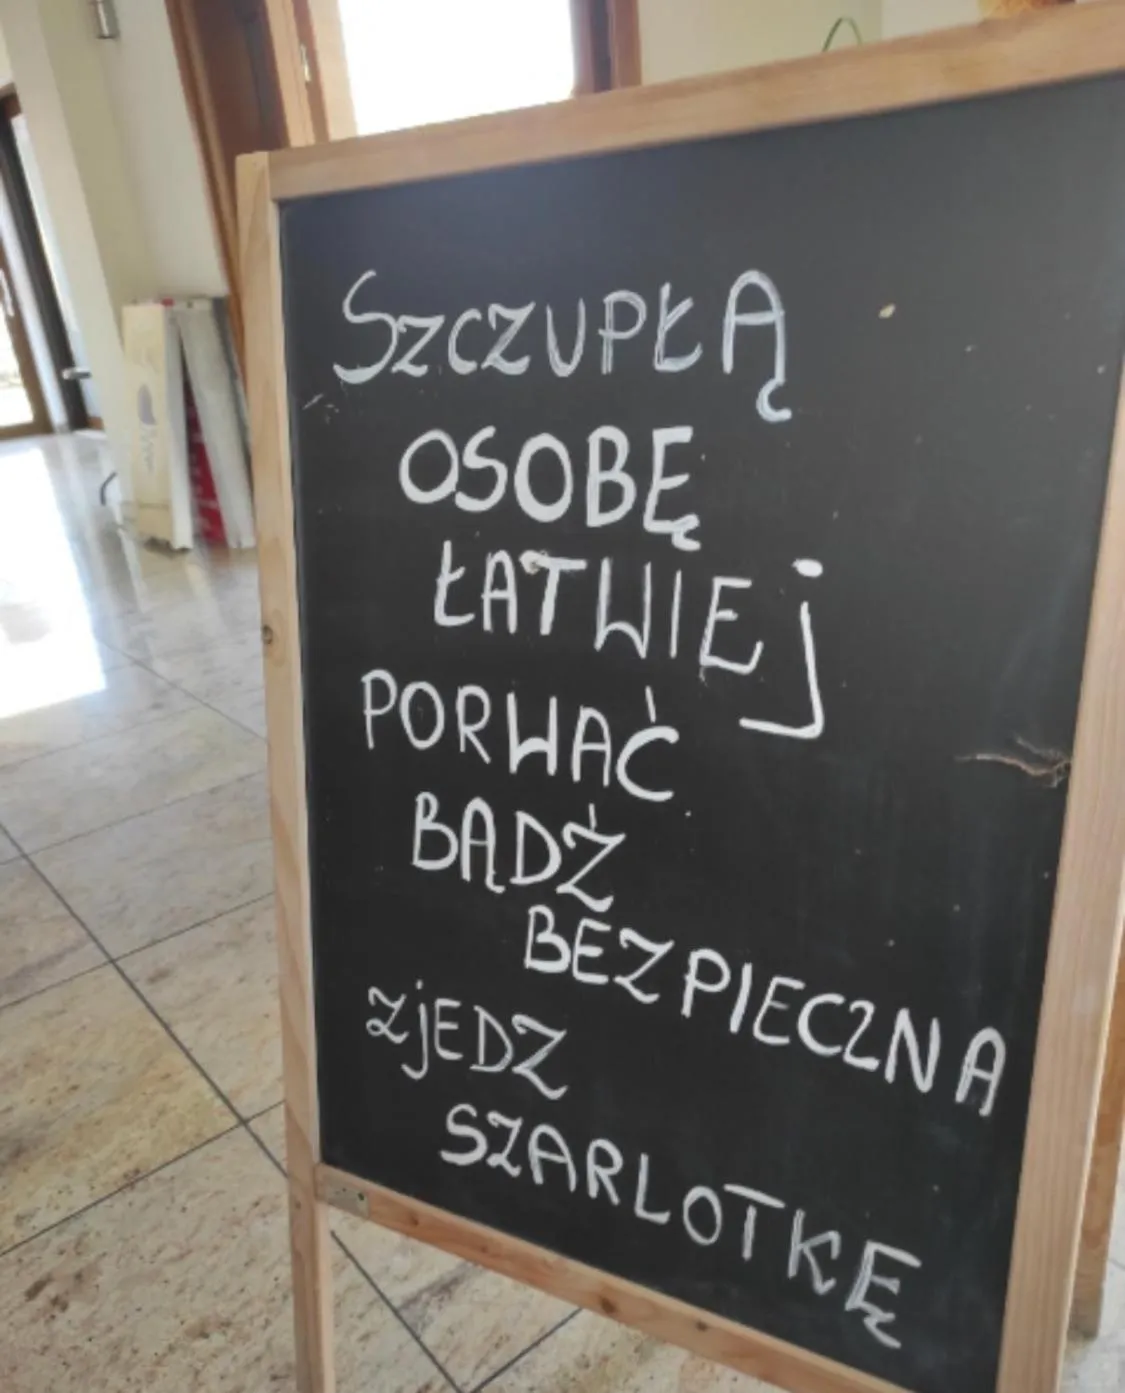 SZCZUPŁĄ
OSOBĘ
ŁATWIEj
PORWAĆ
BĄDŹ
BEZPIECZNA
ZjEDZ
SZARLOTKĘ